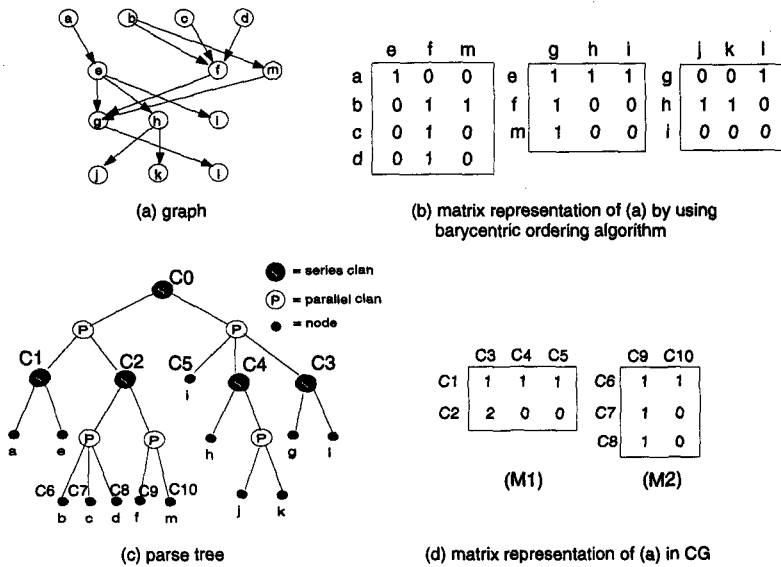 a b c d
e f m
g h i
j k l
(a) graph
e f m
a 1 0 0
b 0 1 1
c 0 1 0
d 0 1 0
g h i
e 1 1 1
f 1 0 0
m 1 0 0
j k l
g 0 0 1
h 1 1 0
i 0 0 0
(b) matrix representation of (a) by using
barycentric ordering algorithm
C0
S = series clan
P = parallel clan
= node
P P
C1 C2 C5 C4 C3
i
a e P P h P g l
C6 C7 C8 C9 C10
b c d f m j k
(c) parse tree
C3 C4 C5
C1 1 1 1
C2 2 0 0
(M1)
C9 C10
C6 1 1
C7 1 0
C8 1 0
(M2)
(d) matrix representation of (a) in CG